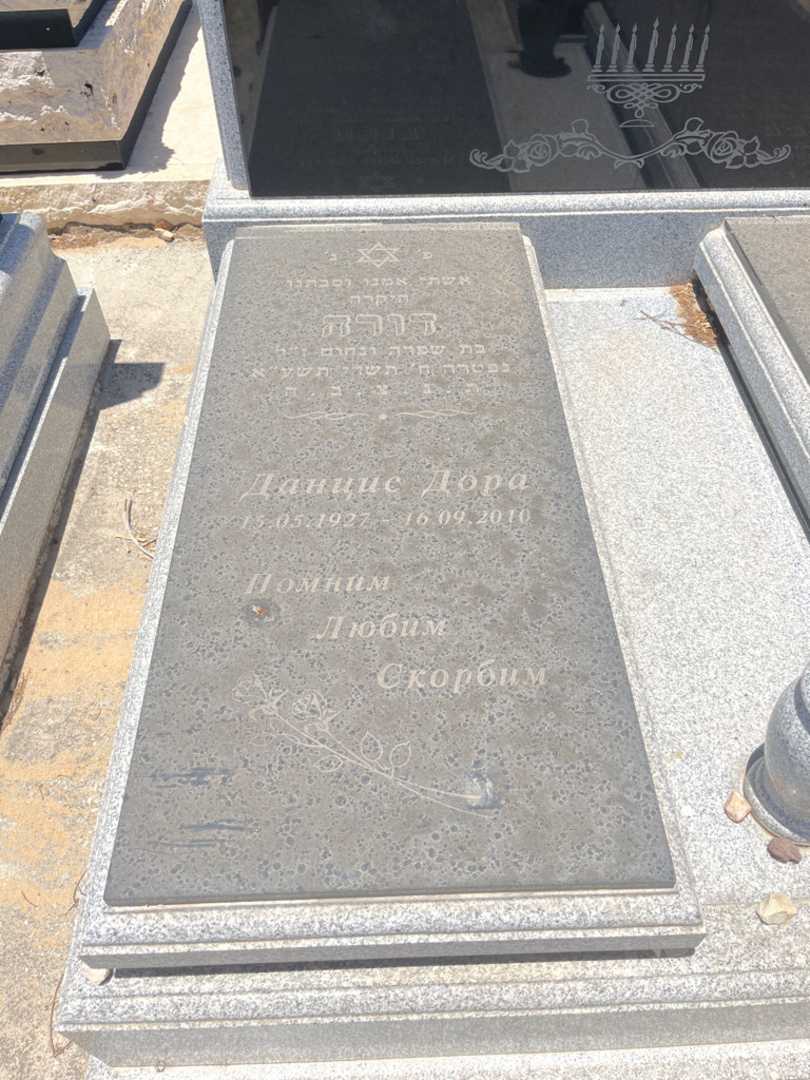 פ נ
אשתי אמנו וסבתנו
היקרה
דורה
בת שפרה ונחום ז״ל
נפטרה ח׳ תשרי תשע״א
ת נ צ ב ה
Данцис Дора
15.05.1927 - 16.09.2010
Помним
Любим
Скорбим